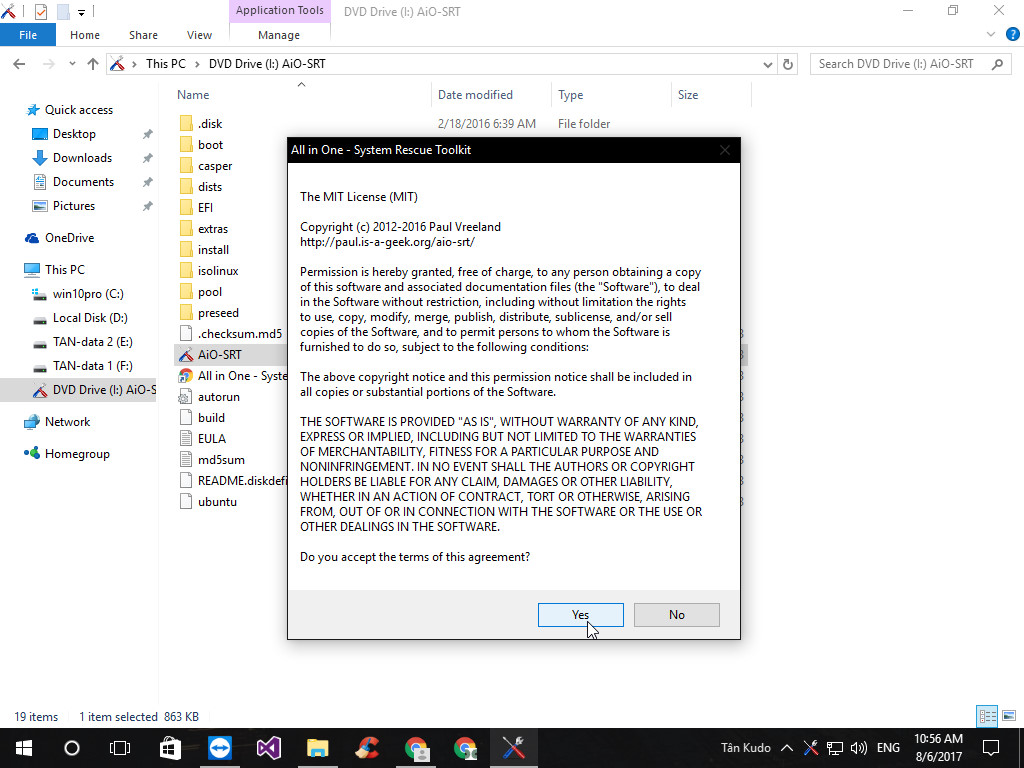 Application Tools
DVD Drive (I:) AiO-SRT
File
Home
Share
View
Manage
This PC
DVD Drive (I:) AiO-SRT
Search DVD Drive (I:) AiO-SRT
Name
Date modified
Type
Size
Quick access
Desktop
Downloads
Documents
Pictures
OneDrive
This PC
win10pro (C:)
Local Disk (D:)
TAN-data 2 (E:)
TAN-data 1 (F:)
DVD Drive (I:) AiO-S
Network
Homegroup
.disk
2/18/2016 6:39 AM
File folder
boot
casper
dists
EFI
extras
install
isolinux
pool
preseed
.checksum.md5
AiO-SRT
All in One - Syste
autorun
build
EULA
md5sum
README.diskdefi
ubuntu
All in One - System Rescue Toolkit
The MIT License (MIT)
Copyright (c) 2012-2016 Paul Vreeland
http://paul.is-a-geek.org/aio-srt/
Permission is hereby granted, free of charge, to any person obtaining a copy
of this software and associated documentation files (the "Software"), to deal
in the Software without restriction, including without limitation the rights
to use, copy, modify, merge, publish, distribute, sublicense, and/or sell
copies of the Software, and to permit persons to whom the Software is
furnished to do so, subject to the following conditions:
The above copyright notice and this permission notice shall be included in
all copies or substantial portions of the Software.
THE SOFTWARE IS PROVIDED "AS IS", WITHOUT WARRANTY OF ANY KIND,
EXPRESS OR IMPLIED, INCLUDING BUT NOT LIMITED TO THE WARRANTIES
OF MERCHANTABILITY, FITNESS FOR A PARTICULAR PURPOSE AND
NONINFRINGEMENT. IN NO EVENT SHALL THE AUTHORS OR COPYRIGHT
HOLDERS BE LIABLE FOR ANY CLAIM, DAMAGES OR OTHER LIABILITY,
WHETHER IN AN ACTION OF CONTRACT, TORT OR OTHERWISE, ARISING
FROM, OUT OF OR IN CONNECTION WITH THE SOFTWARE OR THE USE OR
OTHER DEALINGS IN THE SOFTWARE.
Do you accept the terms of this agreement?
Yes
No
19 items
1 item selected 863 KB
Tân Kudo
ENG
10:56 AM
8/6/2017